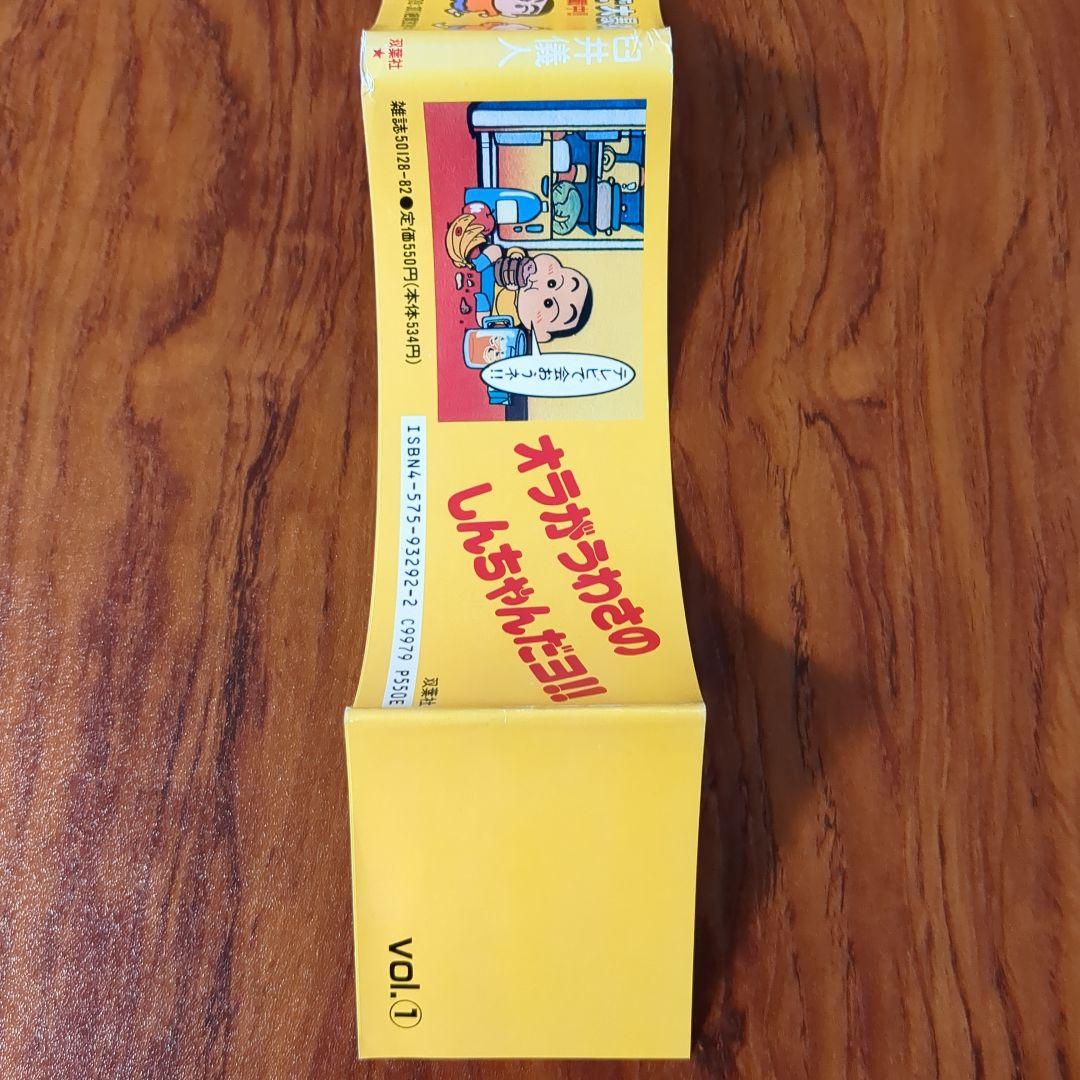 臼井儀人
双葉社
雑誌50128-82●定価550円(本体534円)
テレビで会おうネ!!
オラがうわさの
しんちゃんだヨ!!
ISBN4-575-93292-2 C9979 P550E
双葉社
vol.①